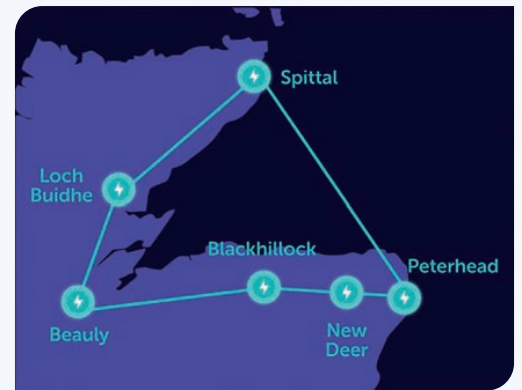 Spittal
Loch
Buidhe
Blackhillock
Peterhead
Beauly
New
Deer